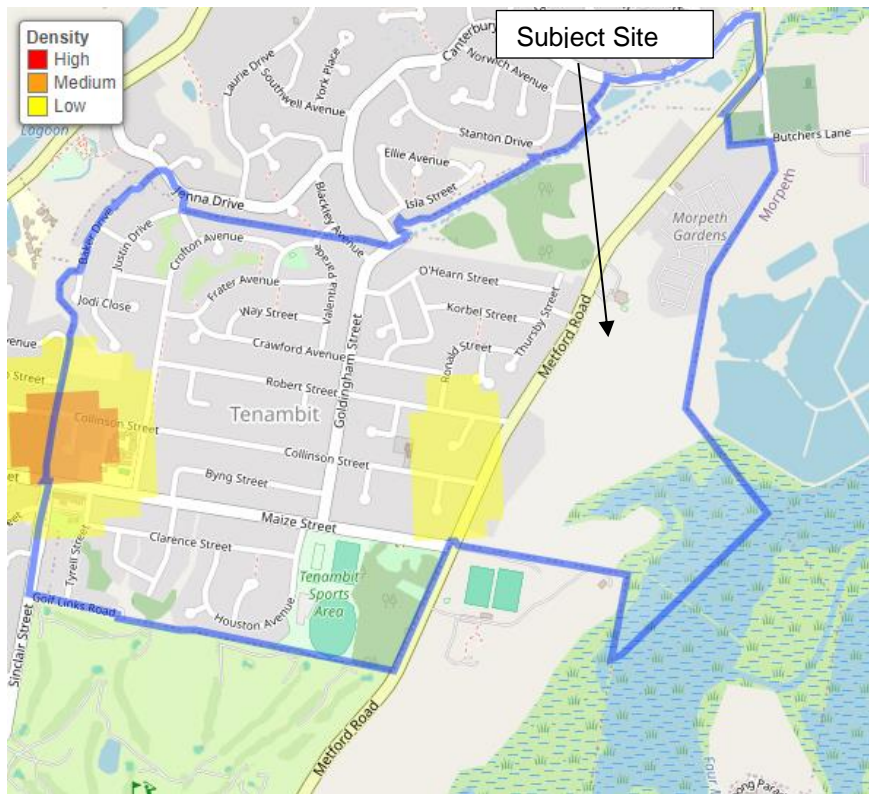 Density
High
Medium
Low
Subject Site
Canterbury
Laurie Drive
Southwell Avenue
York Place
Norwich Avenue
Stanton Drive
Lagoon
Ellie Avenue
Isla Street
Butchers Lane
Morpeth
Jenna Drive
Blackley Avenue
Baker Drive
Justin Drive
Crofton Avenue
Morpeth
Gardens
Frater Avenue
Valentia Parade
O'Hearn Street
Jodi Close
Way Street
Korbel Street
Thursby Street
Metford Road
Crawford Avenue
Ronald Street
Goldingham Street
Robert Street
Tenambit
Collinson Street
Collinson Street
Byng Street
Maize Street
Clarence Street
Tyrell Street
Tenambit
Sports
Area
Golf Links Road
Houston Avenue
Sinclair Street
Metford Road